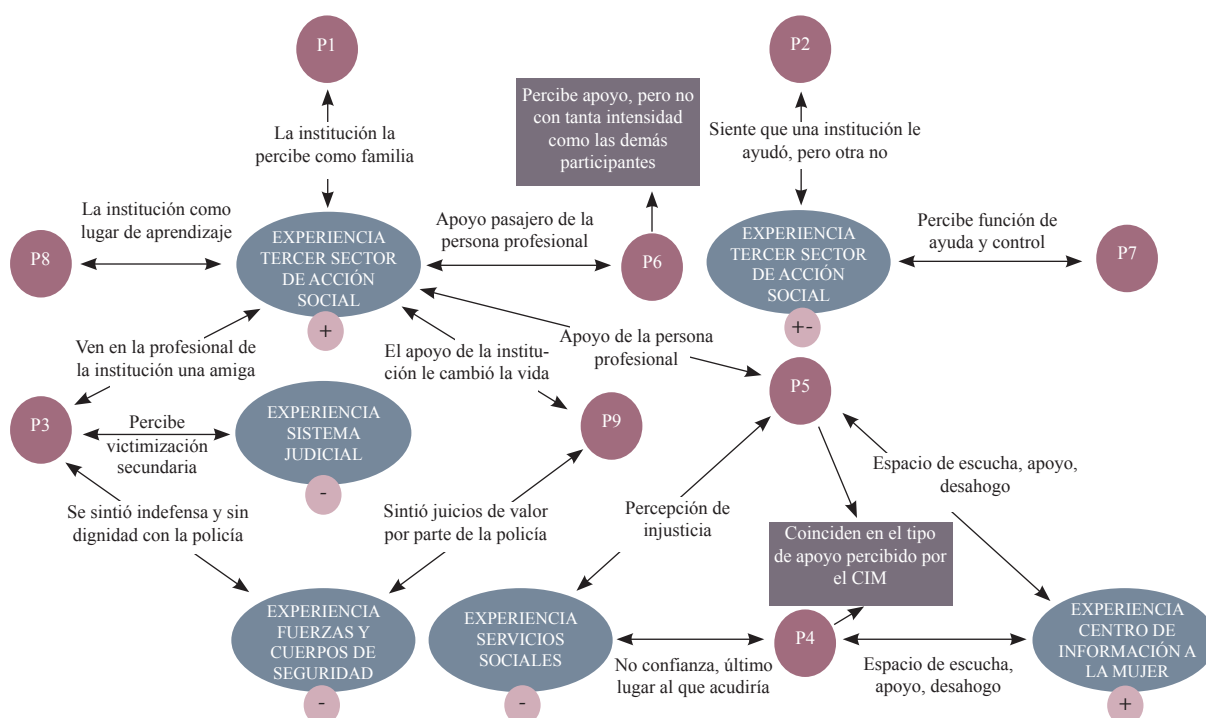 P1
P2
Percibe apoyo, pero no
con tanta intensidad
como las demás
participantes
La institución la
percibe como familia
Siente que una institución le
ayudó, pero otra no
La institución como
lugar de aprendizaje
P8
EXPERIENCIA
TERCER SECTOR
DE ACCIÓN
SOCIAL
+
Apoyo pasajero de la
persona profesional
P6
EXPERIENCIA
TERCER SECTOR
DE ACCIÓN
SOCIAL
+-
Percibe función de
ayuda y control
P7
Ven en la profesional de
la institución una amiga
El apoyo de la institu-
ción le cambió la vida
Apoyo de la persona
profesional
P5
P3
Percibe
victimización
secundaria
EXPERIENCIA
SISTEMA
JUDICIAL
-
P9
Espacio de escucha, apoyo,
desahogo
Se sintió indefensa y sin
dignidad con la policía
Sintió juicios de valor
por parte de la policía
Percepción de
injusticia
Coinciden en el tipo
de apoyo percibido por
el CIM
EXPERIENCIA
FUERZAS Y
CUERPOS DE
SEGURIDAD
-
EXPERIENCIA
SERVICIOS
SOCIALES
-
No confianza, último
lugar al que acudiría
P4
Espacio de escucha,
apoyo, desahogo
EXPERIENCIA
CENTRO DE
INFORMACIÓN A
LA MUJER
+